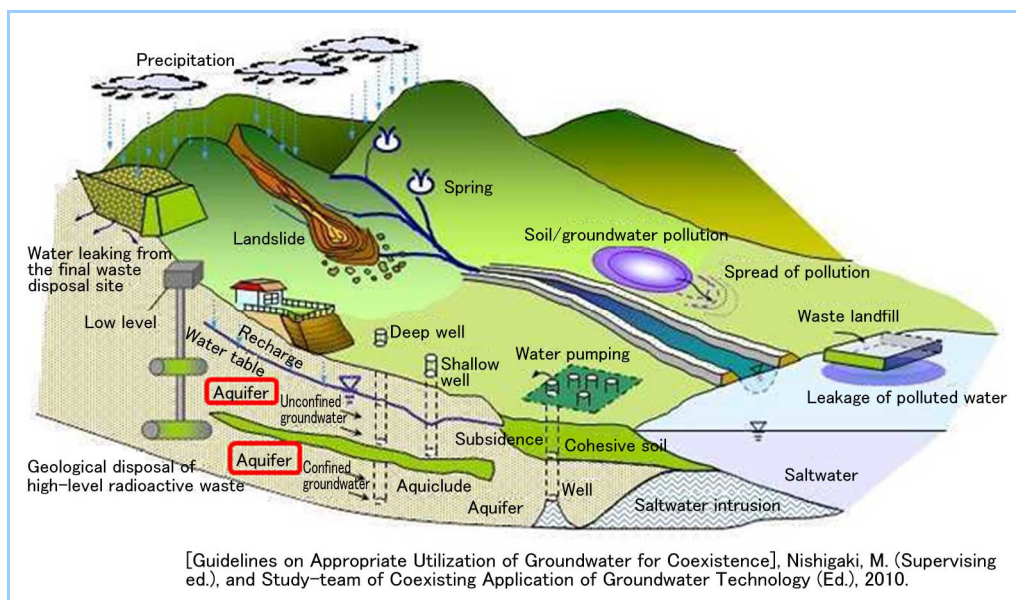 Precipitation
Spring
Landslide
Soil/groundwater pollution
Spread of pollution
Water leaking from
the final waste
disposal site
Low level
Waste landfill
Deep well
Recharge
Water table
Shallow
well
Water pumping
Aquifer
Unconfined
groundwater
Leakage of polluted water
Subsidence
Cohesive soil
Aquifer
Confined
groundwater
Geological disposal of
high-level radioactive waste
Aquiclude
Well
Saltwater
Aquifer
Saltwater intrusion
[Guidelines on Appropriate Utilization of Groundwater for Coexistence], Nishigaki, M. (Supervising
ed.), and Study-team of Coexisting Application of Groundwater Technology (Ed.), 2010.